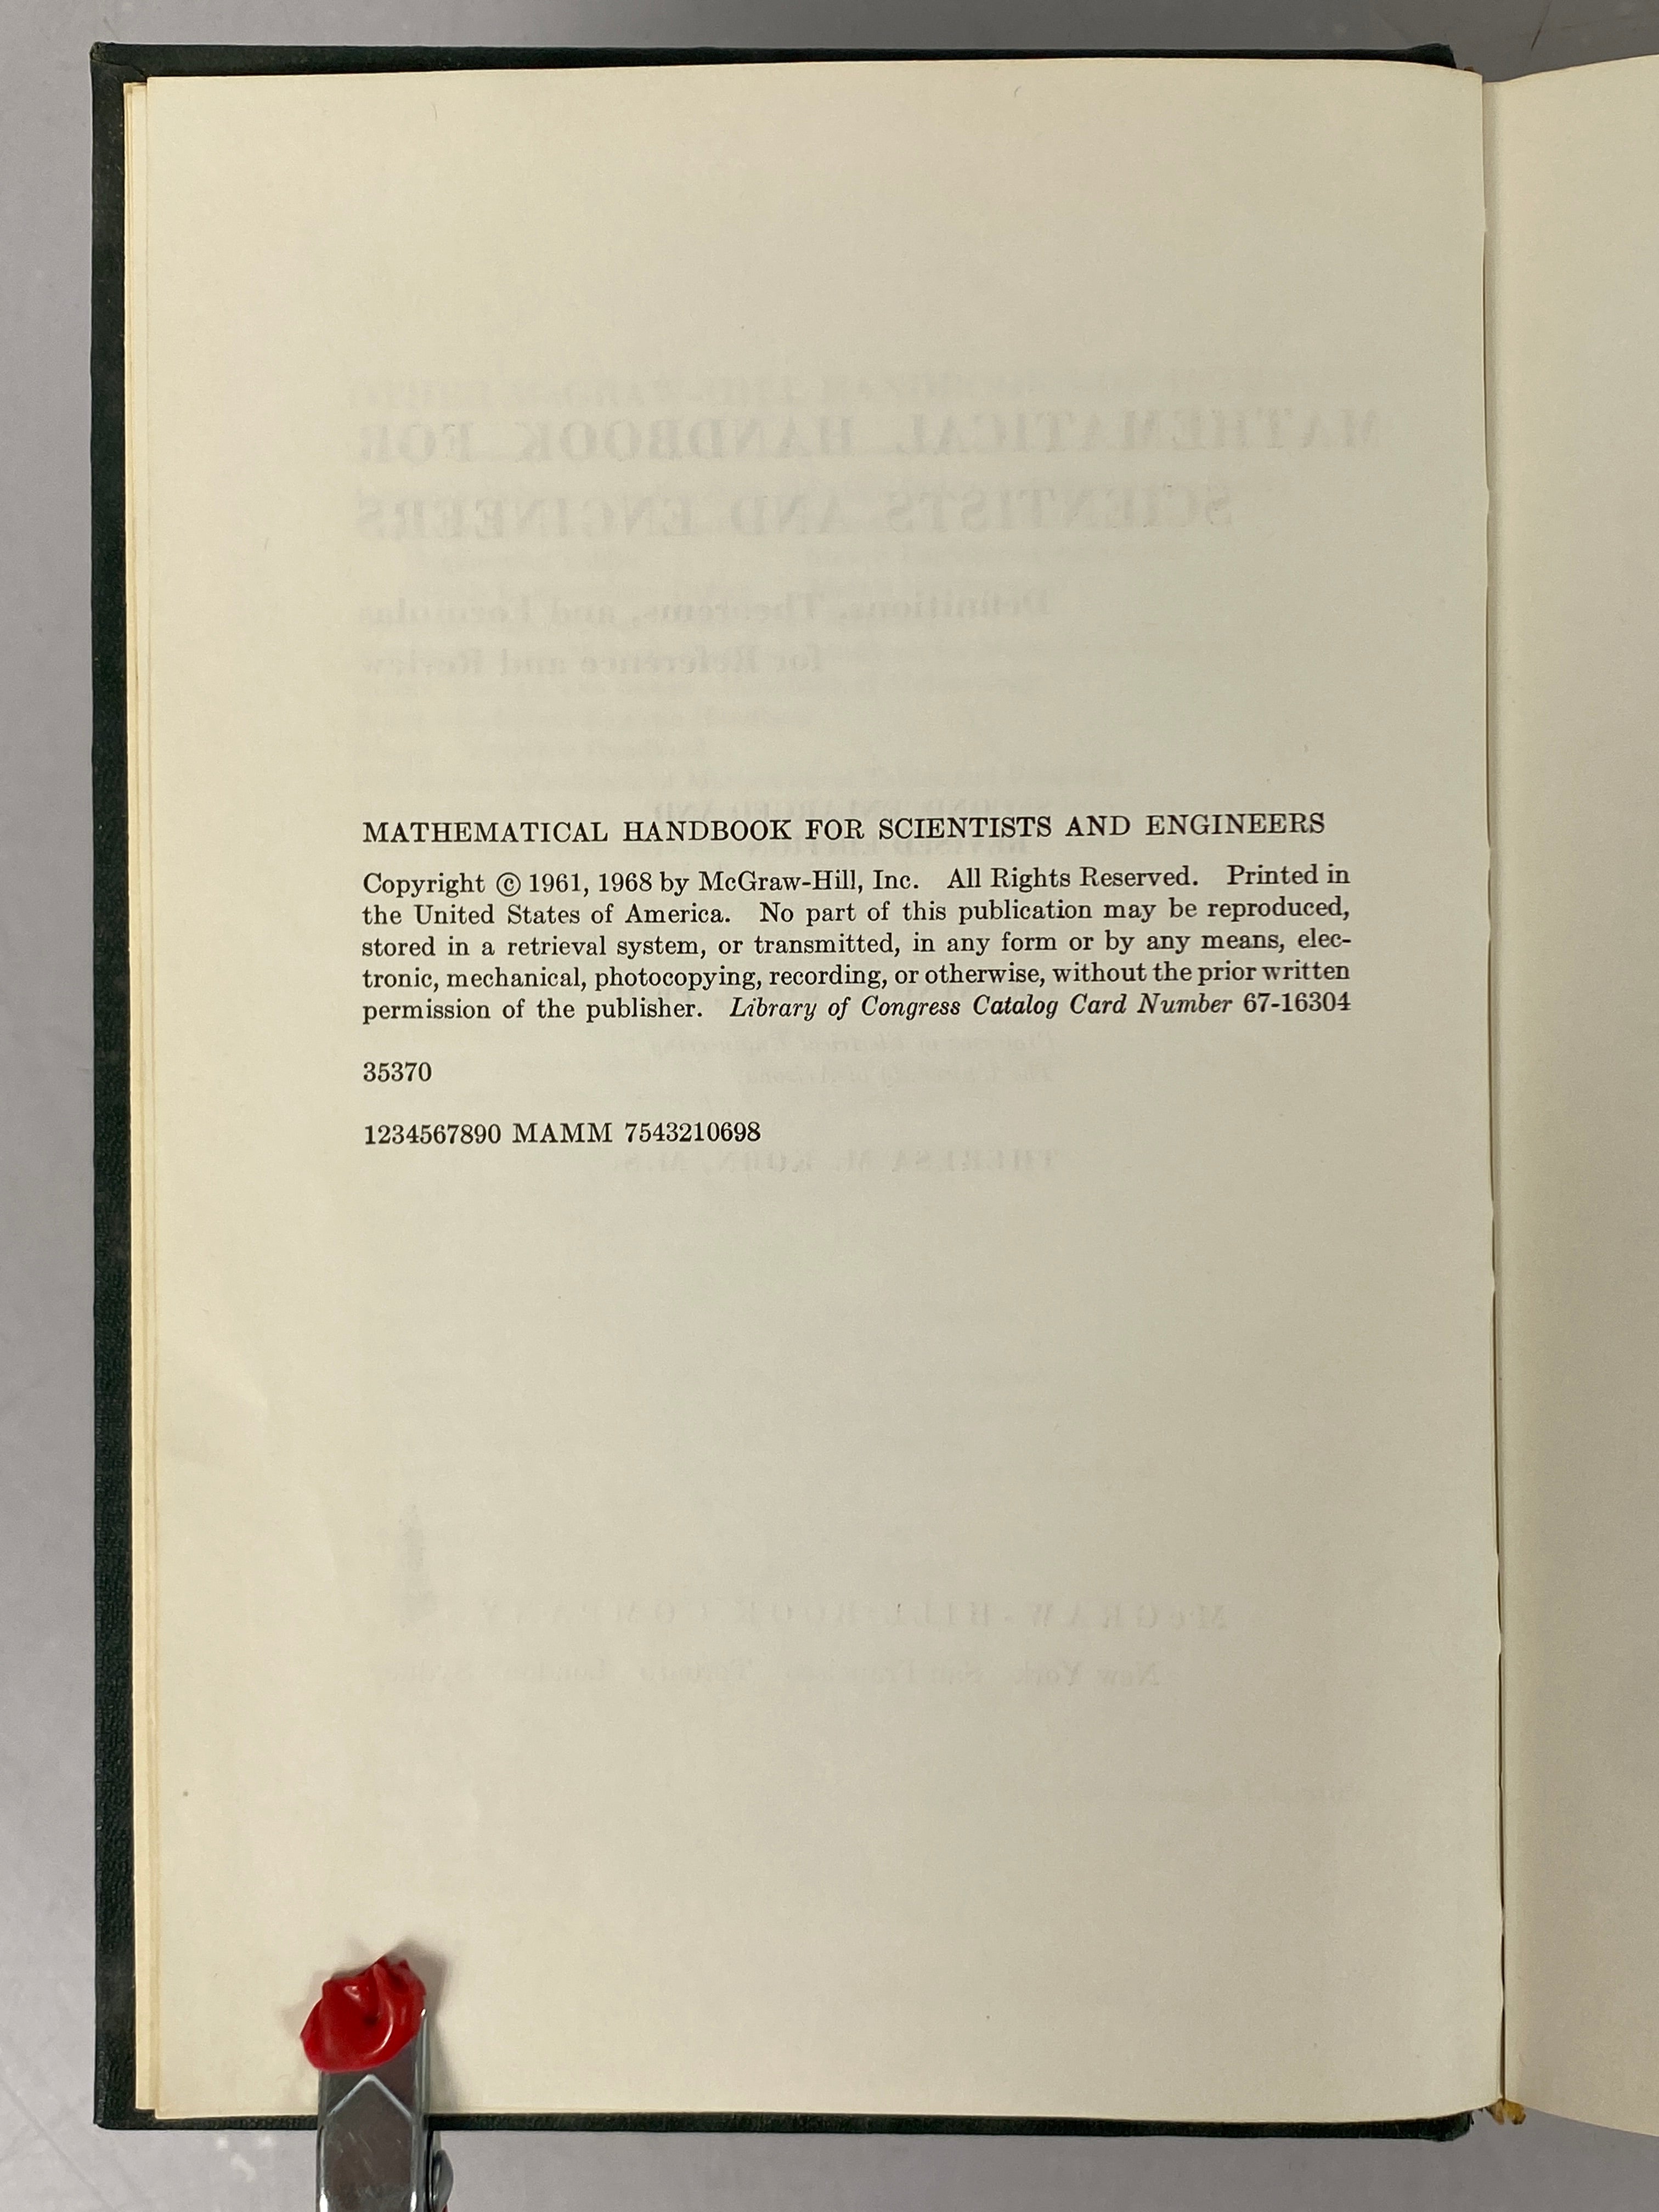 MATHEMATICAL HANDBOOK FOR SCIENTISTS AND ENGINEERS
Copyright © 1961, 1968 by McGraw-Hill, Inc. All Rights Reserved. Printed in
the United States of America. No part of this publication may be reproduced,
stored in a retrieval system, or transmitted, in any form or by any means, elec-
tronic, mechanical, photocopying, recording, or otherwise, without the prior written
permission of the publisher. Library of Congress Catalog Card Number 67-16304
35370
1234567890 MAMM 7543210698